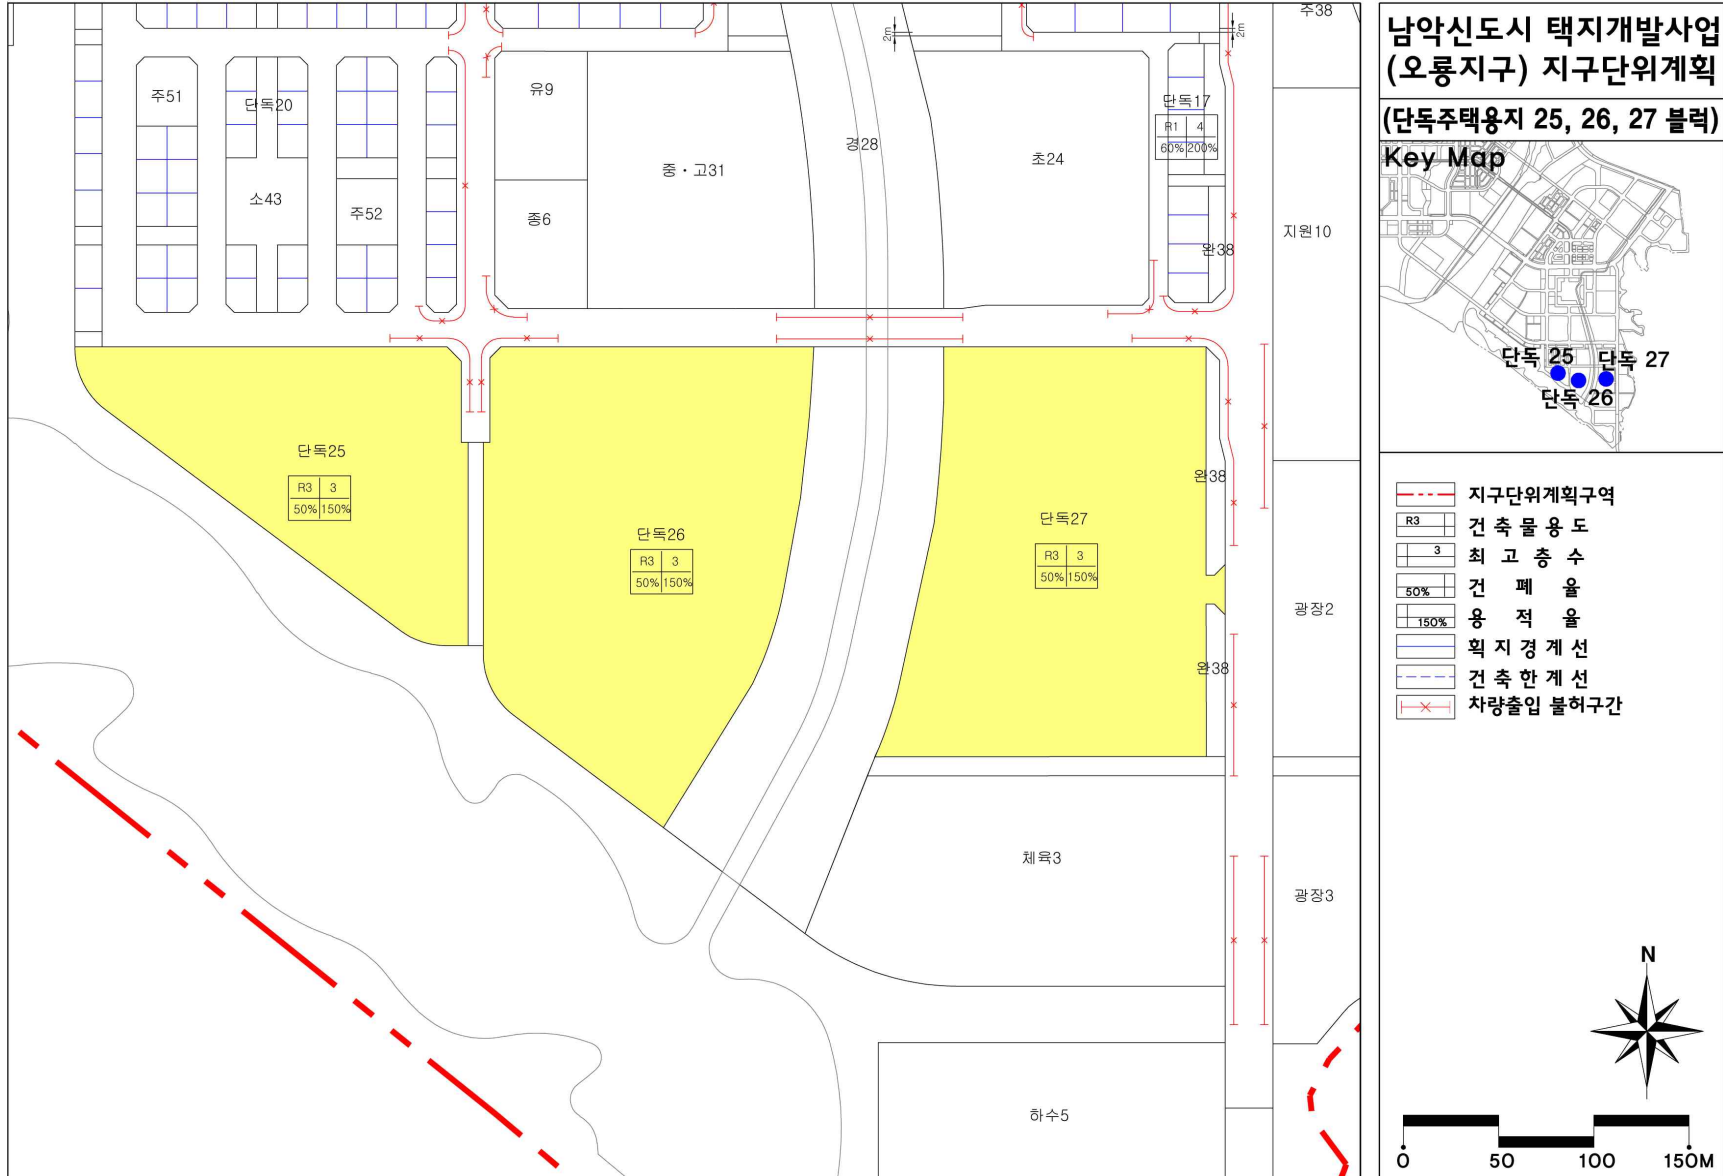 남악신도시 택지개발사업
(오룡지구) 지구단위계획
(단독주택용지 25, 26, 27 블럭)
Key Map
단독 25
단독 27
단독 26
지구단위계획구역
R3
건축물용도
3
최고층수
50%
건폐율
150%
용적율
획지경계선
건축한계선
차량출입 불허구간
N
0 50 100 150M
주38
2m
2m
주51
단독20
유9
단독17
R1 4
60% 200%
경28
초24
중·고31
소43
주52
종6
지원10
완38
단독25
R3 3
50% 150%
단독26
R3 3
50% 150%
단독27
R3 3
50% 150%
완38
광장2
완38
체육3
광장3
하수5